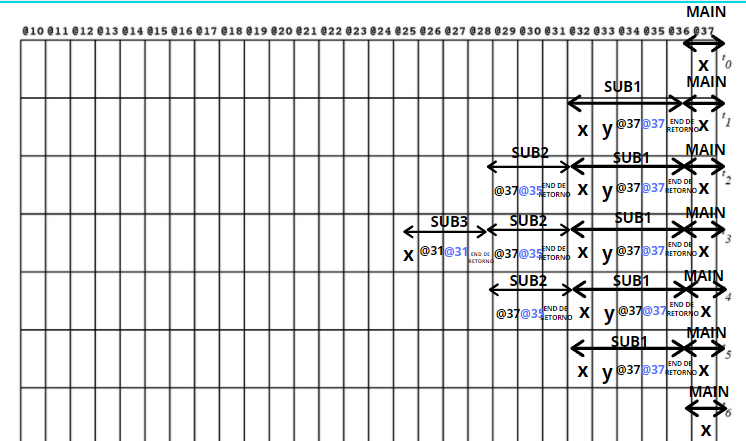 MAIN
@10 @11 @12 @13 @14 @15 @16 @17 @18 @19 @20 @21 @22 @23 @24 @25 @26 @27 @28 @29 @30 @31 @32 @33 @34 @35 @36 @37
x t0
SUB1 MAIN
x y @37 @37 END DE RETORNO x t1
SUB2 SUB1 MAIN
@37 @35 END DE RETORNO x y @37 @37 END DE RETORNO x t2
SUB3 SUB2 SUB1 MAIN
x @31 @31 END DE RETORNO @37 @35 END DE RETORNO x y @37 @37 END DE RETORNO x t3
SUB2 SUB1 MAIN
@37 @35 END DE RETORNO x y @37 @37 END DE RETORNO x t4
SUB1 MAIN
x y @37 @37 END DE RETORNO x t5
MAIN
x t6